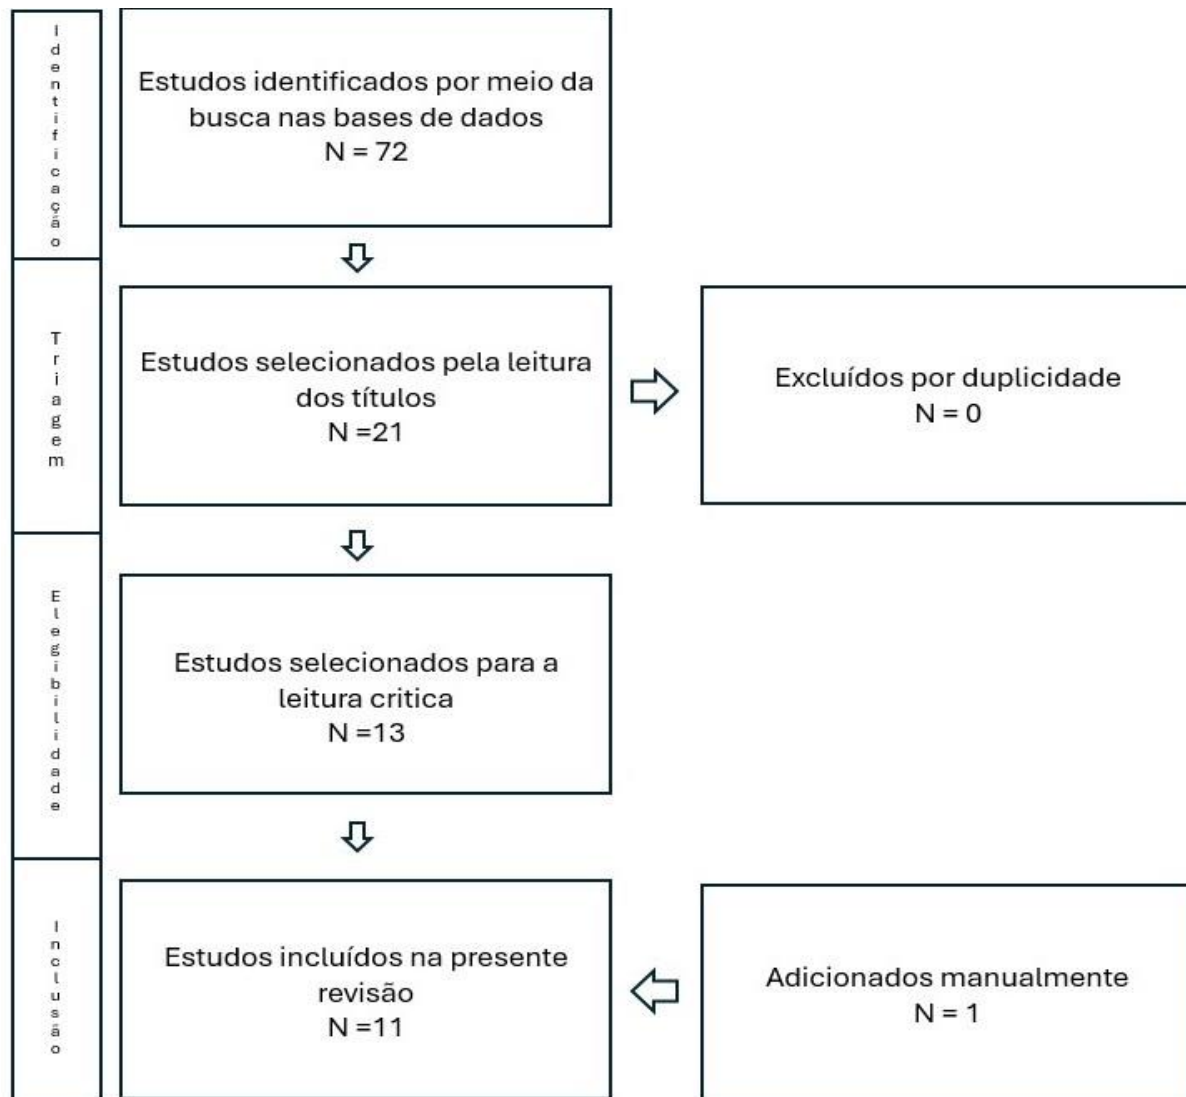 Identificação
Estudos identificados por meio da
busca nas bases de dados
N = 72
Triagem
Estudos selecionados pela leitura
dos títulos
N =21
Excluídos por duplicidade
N = 0
Elegibilidade
Estudos selecionados para a
leitura critica
N =13
Inclusão
Estudos incluídos na presente
revisão
N =11
Adicionados manualmente
N = 1